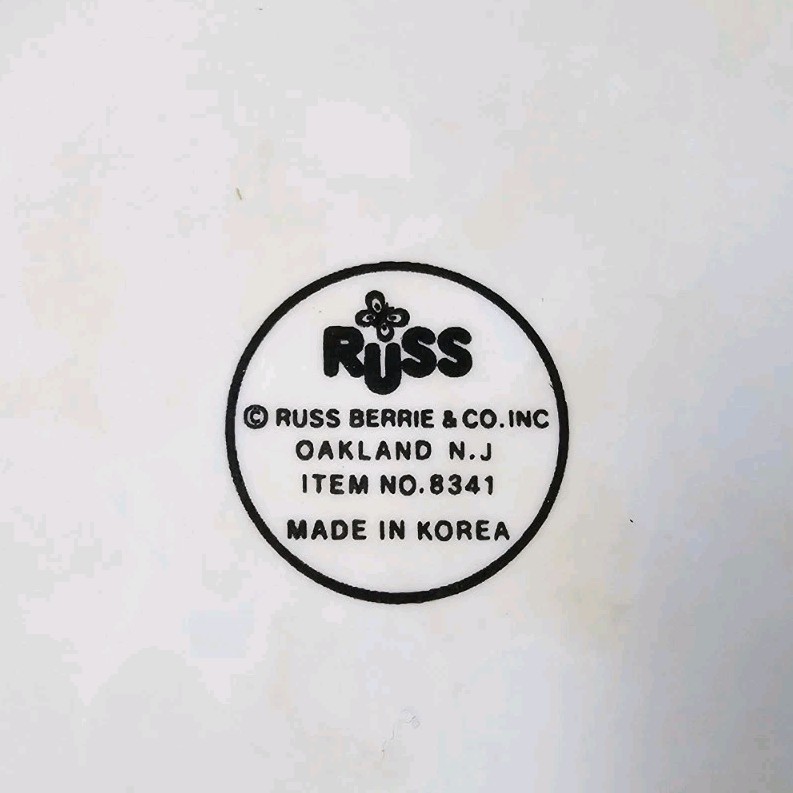 RUSS
© RUSS BERRIE & CO. INC
OAKLAND N.J
ITEM NO. 8341
MADE IN KOREA